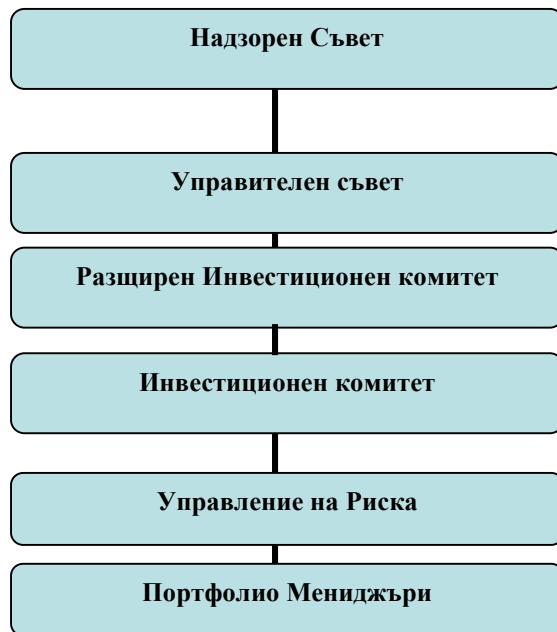 Надзорен Съвет
Управителен съвет
Разщирен Инвестиционен комитет
Инвестиционен комитет
Управление на Риска
Портфолио Мениджъри